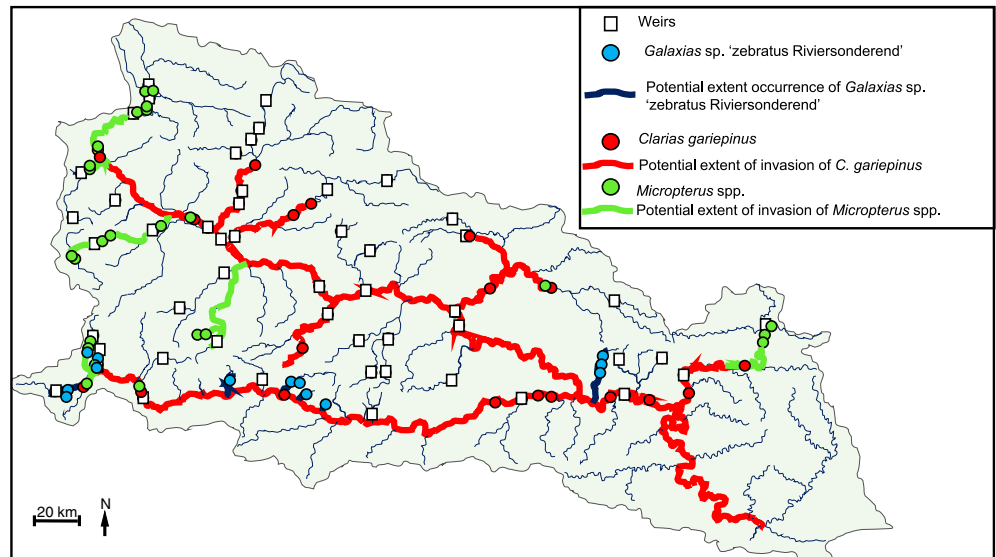 Weirs
Galaxias sp. ‘zebratus Riviersonderend’
Potential extent occurrence of Galaxias sp.
‘zebratus Riviersonderend’
Clarias gariepinus
Potential extent of invasion of C. gariepinus
Micropterus spp.
Potential extent of invasion of Micropterus spp.
20 km
N